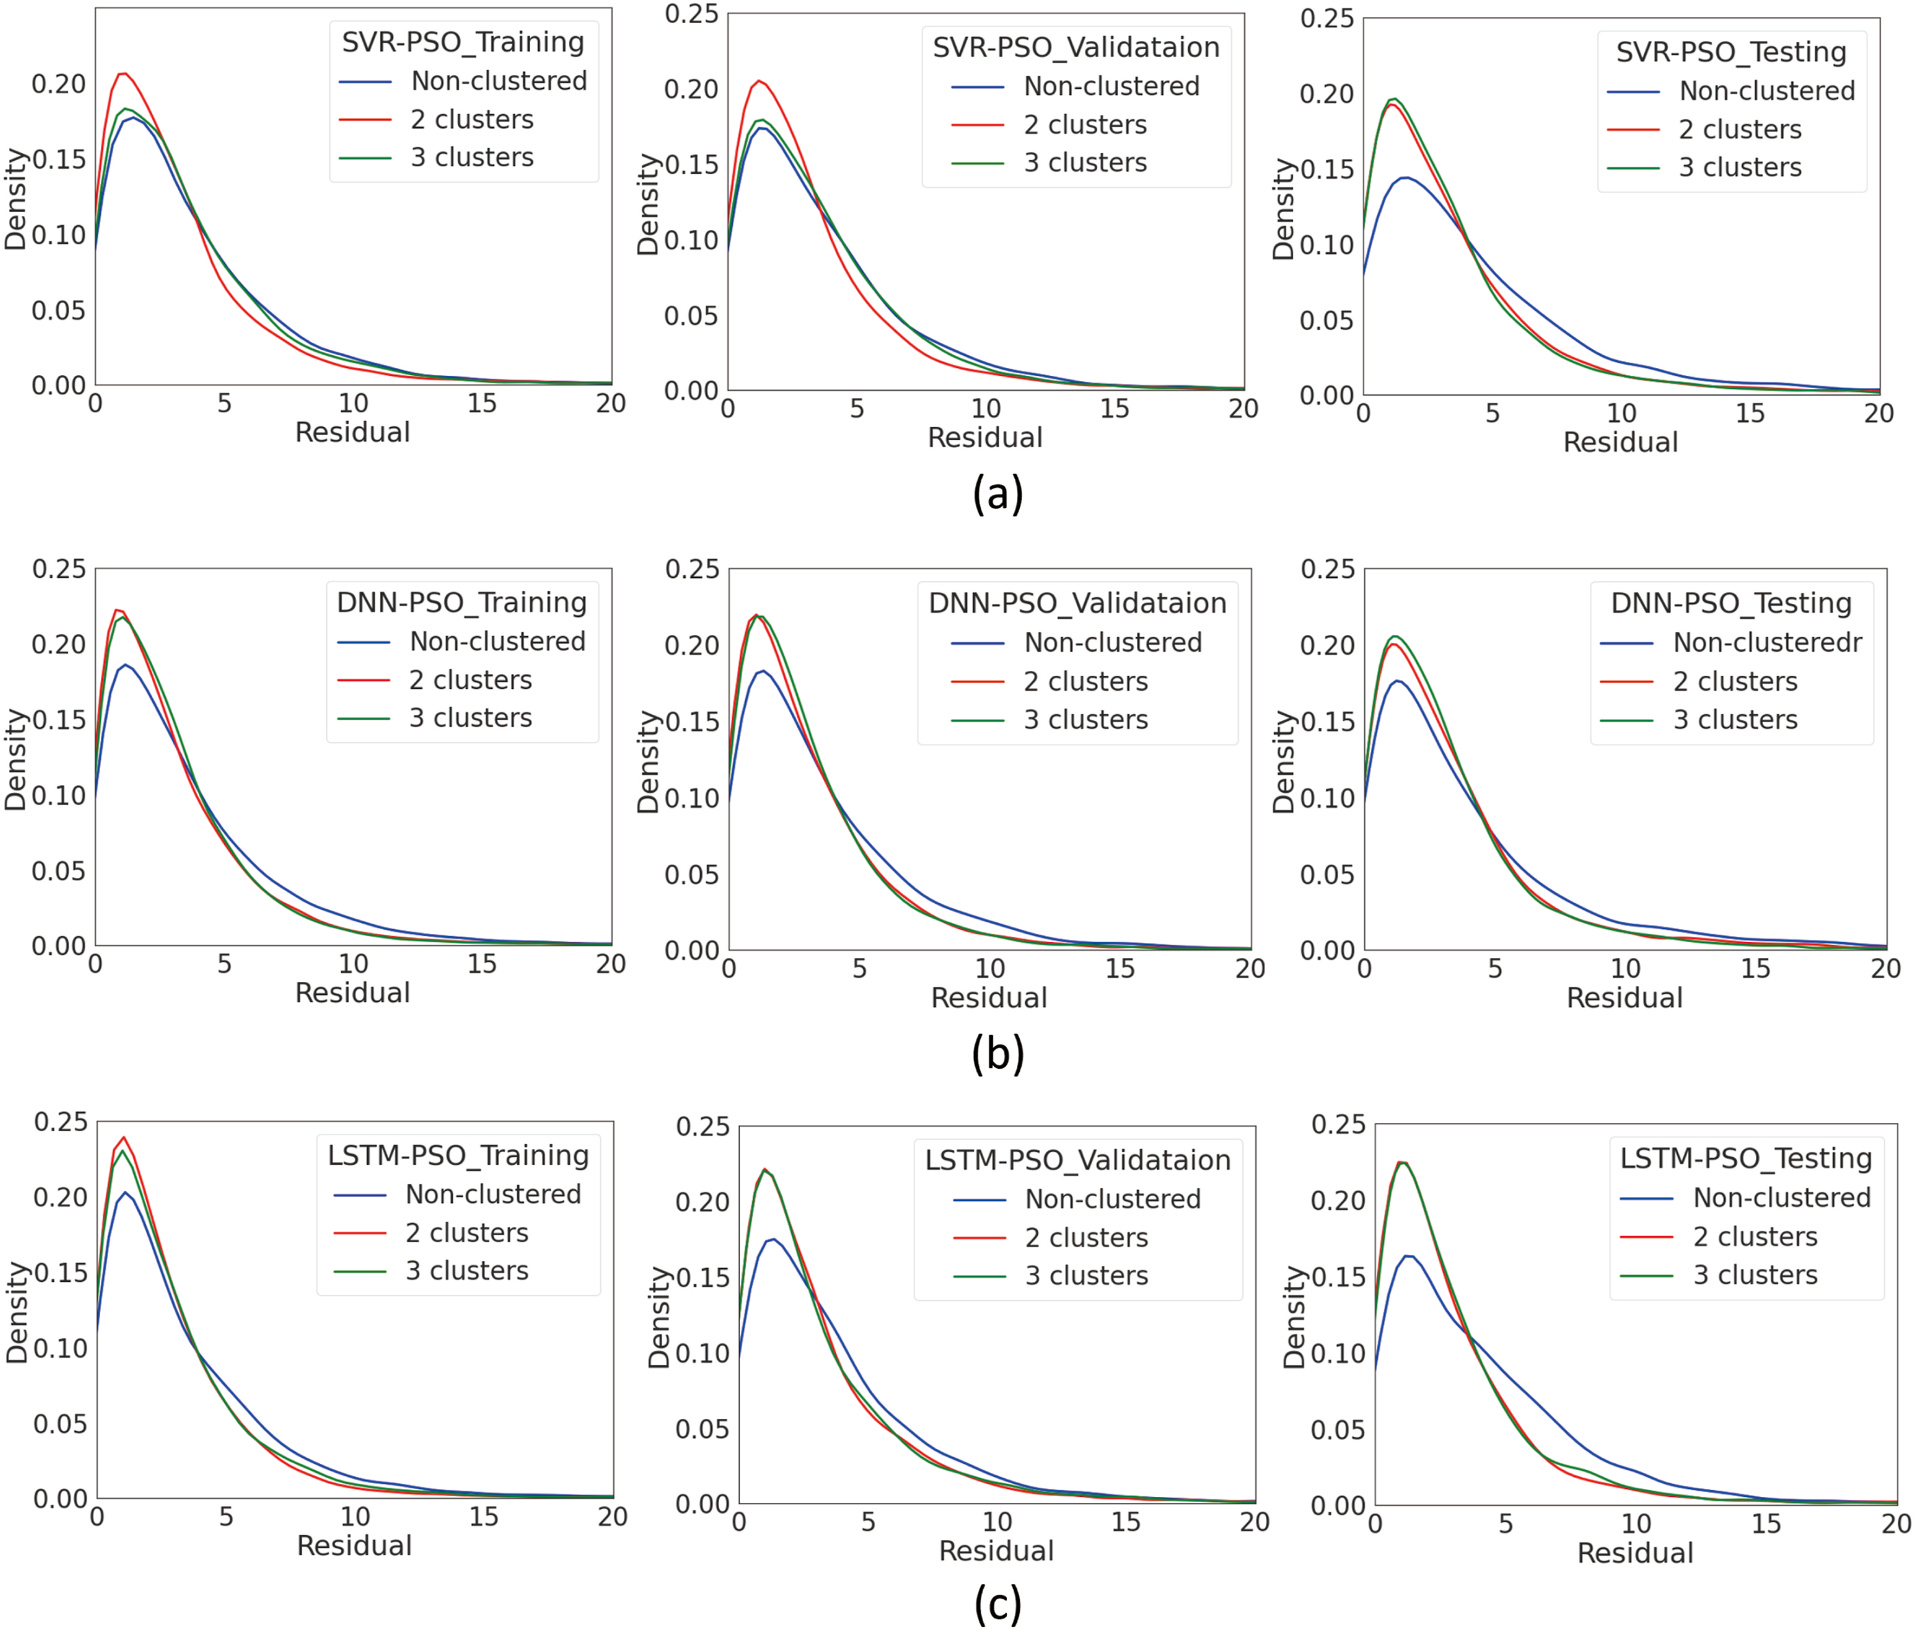 SVR-PSO_Training
Non-clustered
2 clusters
3 clusters
Density
0.20
0.15
0.10
0.05
0.00
0 5 10 15 20
Residual
SVR-PSO_Validataion
Non-clustered
2 clusters
3 clusters
Density
0.25
0.20
0.15
0.10
0.05
0.00
0 5 10 15 20
Residual
SVR-PSO_Testing
Non-clustered
2 clusters
3 clusters
Density
0.25
0.20
0.15
0.10
0.05
0.00
0 5 10 15 20
Residual
(a)
DNN-PSO_Training
Non-clustered
2 clusters
3 clusters
Density
0.25
0.20
0.15
0.10
0.05
0.00
0 5 10 15 20
Residual
DNN-PSO_Validataion
Non-clustered
2 clusters
3 clusters
Density
0.25
0.20
0.15
0.10
0.05
0.00
0 5 10 15 20
Residual
DNN-PSO_Testing
Non-clusteredr
2 clusters
3 clusters
Density
0.25
0.20
0.15
0.10
0.05
0.00
0 5 10 15 20
Residual
(b)
LSTM-PSO_Training
Non-clustered
2 clusters
3 clusters
Density
0.25
0.20
0.15
0.10
0.05
0.00
0 5 10 15 20
Residual
LSTM-PSO_Validataion
Non-clustered
2 clusters
3 clusters
Density
0.25
0.20
0.15
0.10
0.05
0.00
0 5 10 15 20
Residual
LSTM-PSO_Testing
Non-clustered
2 clusters
3 clusters
Density
0.25
0.20
0.15
0.10
0.05
0.00
0 5 10 15 20
Residual
(c)